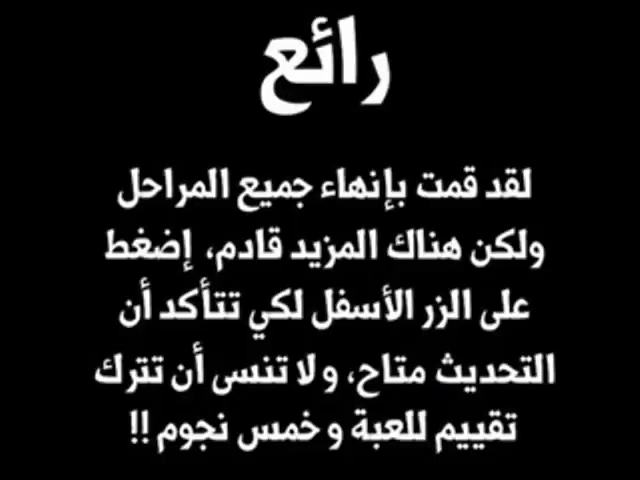 رائع
لقد قمت بإنهاء جميع المراحل
ولكن هناك المزيد قادم، إضغط
على الزر الأسفل لكي تتأكد أن
التحديث متاح، و لا تنسى أن تترك
تقييم للعبة و خمس نجوم !!